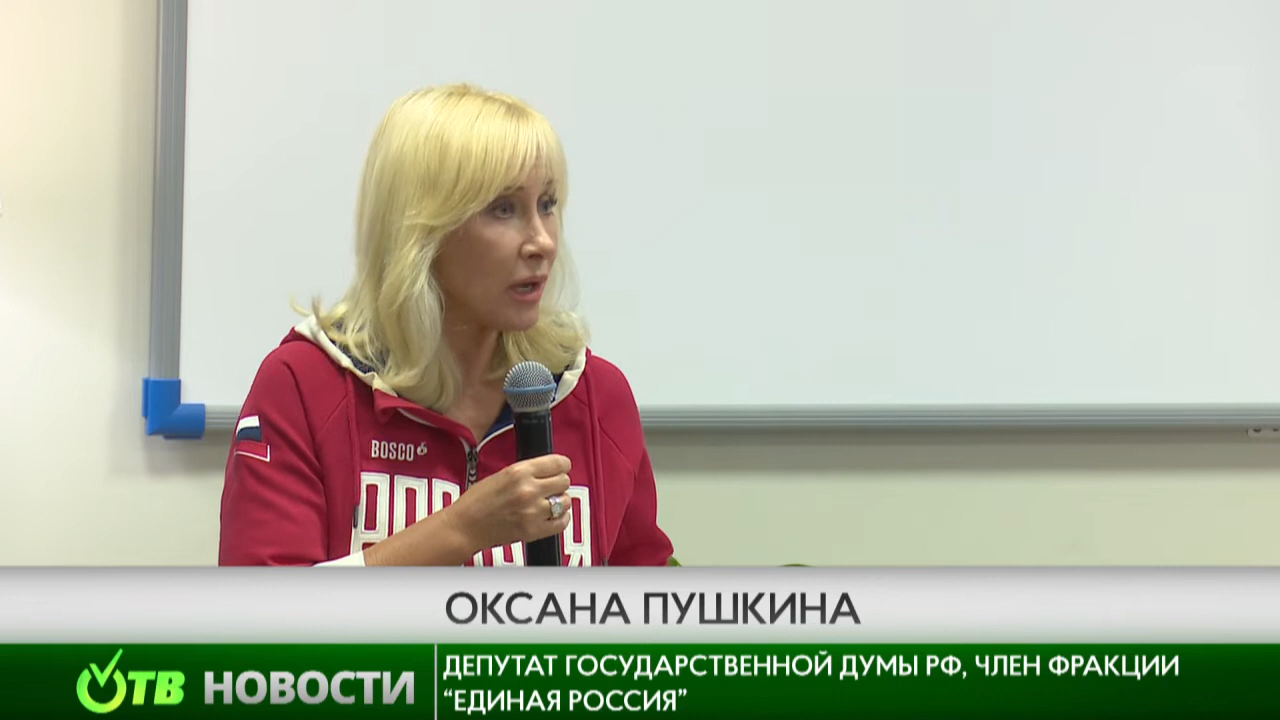 BOSCO
ОКСАНА ПУШКИНА
ОТВ НОВОСТИ
ДЕПУТАТ ГОСУДАРСТВЕННОЙ ДУМЫ РФ, ЧЛЕН ФРАКЦИИ
“ЕДИНАЯ РОССИЯ”